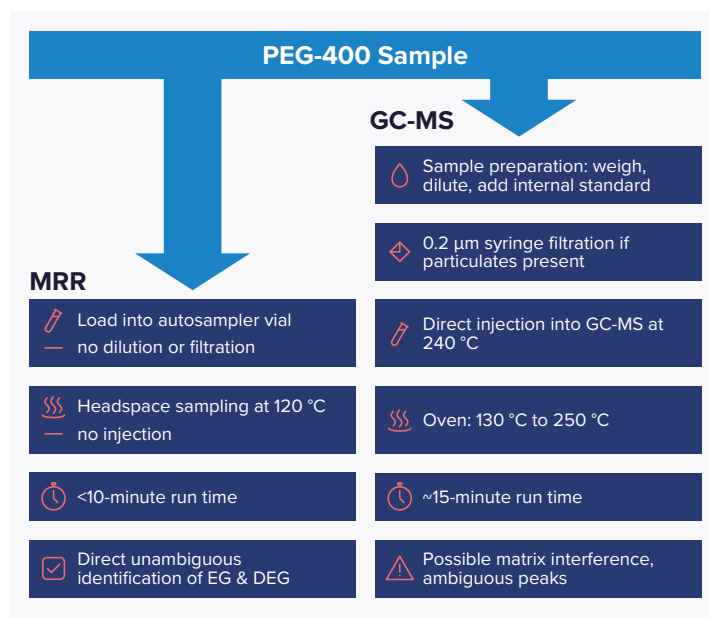 PEG-400 Sample
MRR
Load into autosampler vial
no dilution or filtration
Headspace sampling at 120 °C
no injection
<10-minute run time
Direct unambiguous
identification of EG & DEG
GC-MS
Sample preparation: weigh,
dilute, add internal standard
0.2 μm syringe filtration if
particulates present
Direct injection into GC-MS at
240 °C
Oven: 130 °C to 250 °C
~15-minute run time
Possible matrix interference,
ambiguous peaks